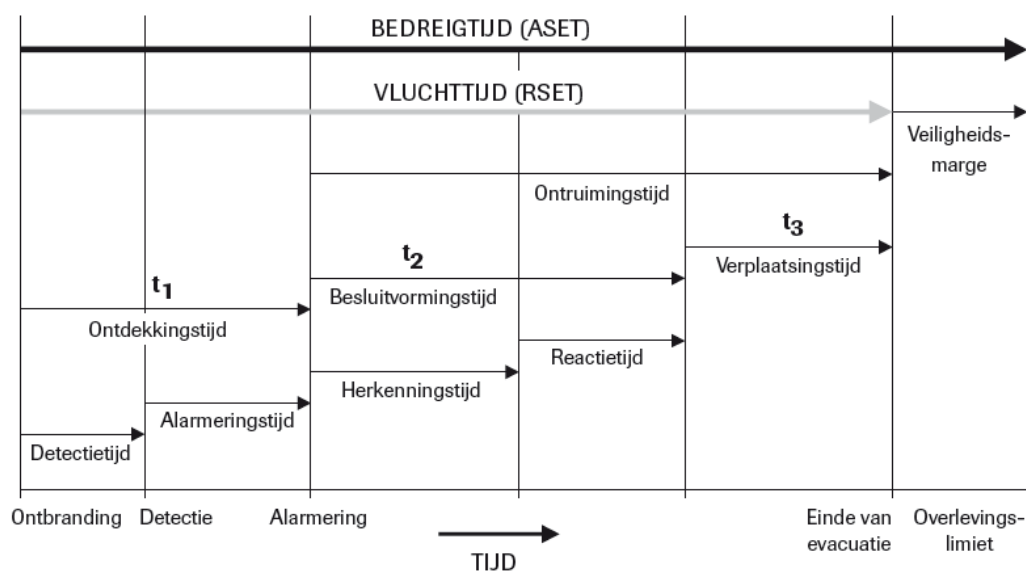 BEDREIGTIJD (ASET)
VLUCHTTIJD (RSET)
Veiligheids-
marge
Ontruimingstijd
t3
Verplaatsingstijd
t2
Besluitvormingstijd
t1
Ontdekkingstijd
Reactietijd
Herkenningstijd
Alarmeringstijd
Detectietijd
Ontbranding Detectie Alarmering Einde van Overlevings-
evacuatie limiet
TIJD